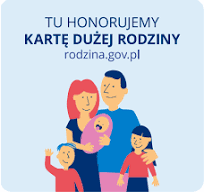 TU HONORUJEMY
KARTĘ DUŻEJ RODZINY
rodzina.gov.pl